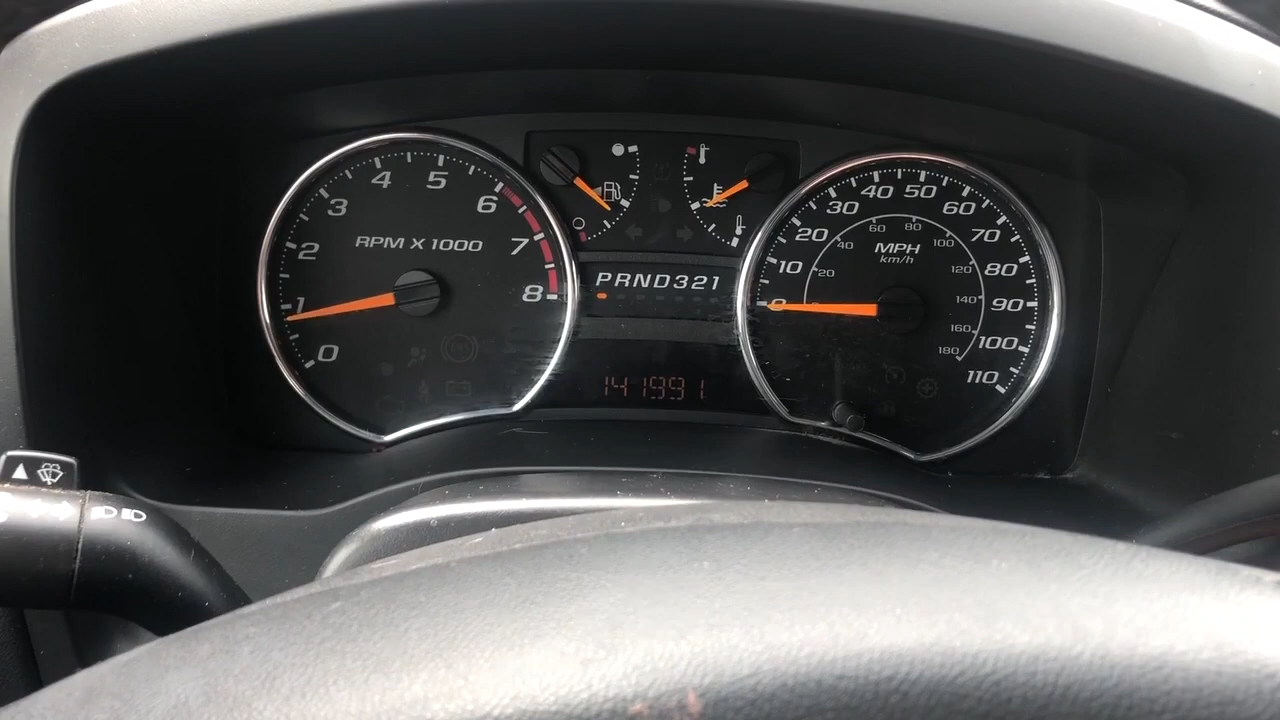 4 5
3 6
2 7
1 8
0
RPM X 1000
PRND321
141991
0 10 20 30 40 50 60 70 80 90 100 110
MPH
km/h
20 40 60 80 100 120 140 160 180